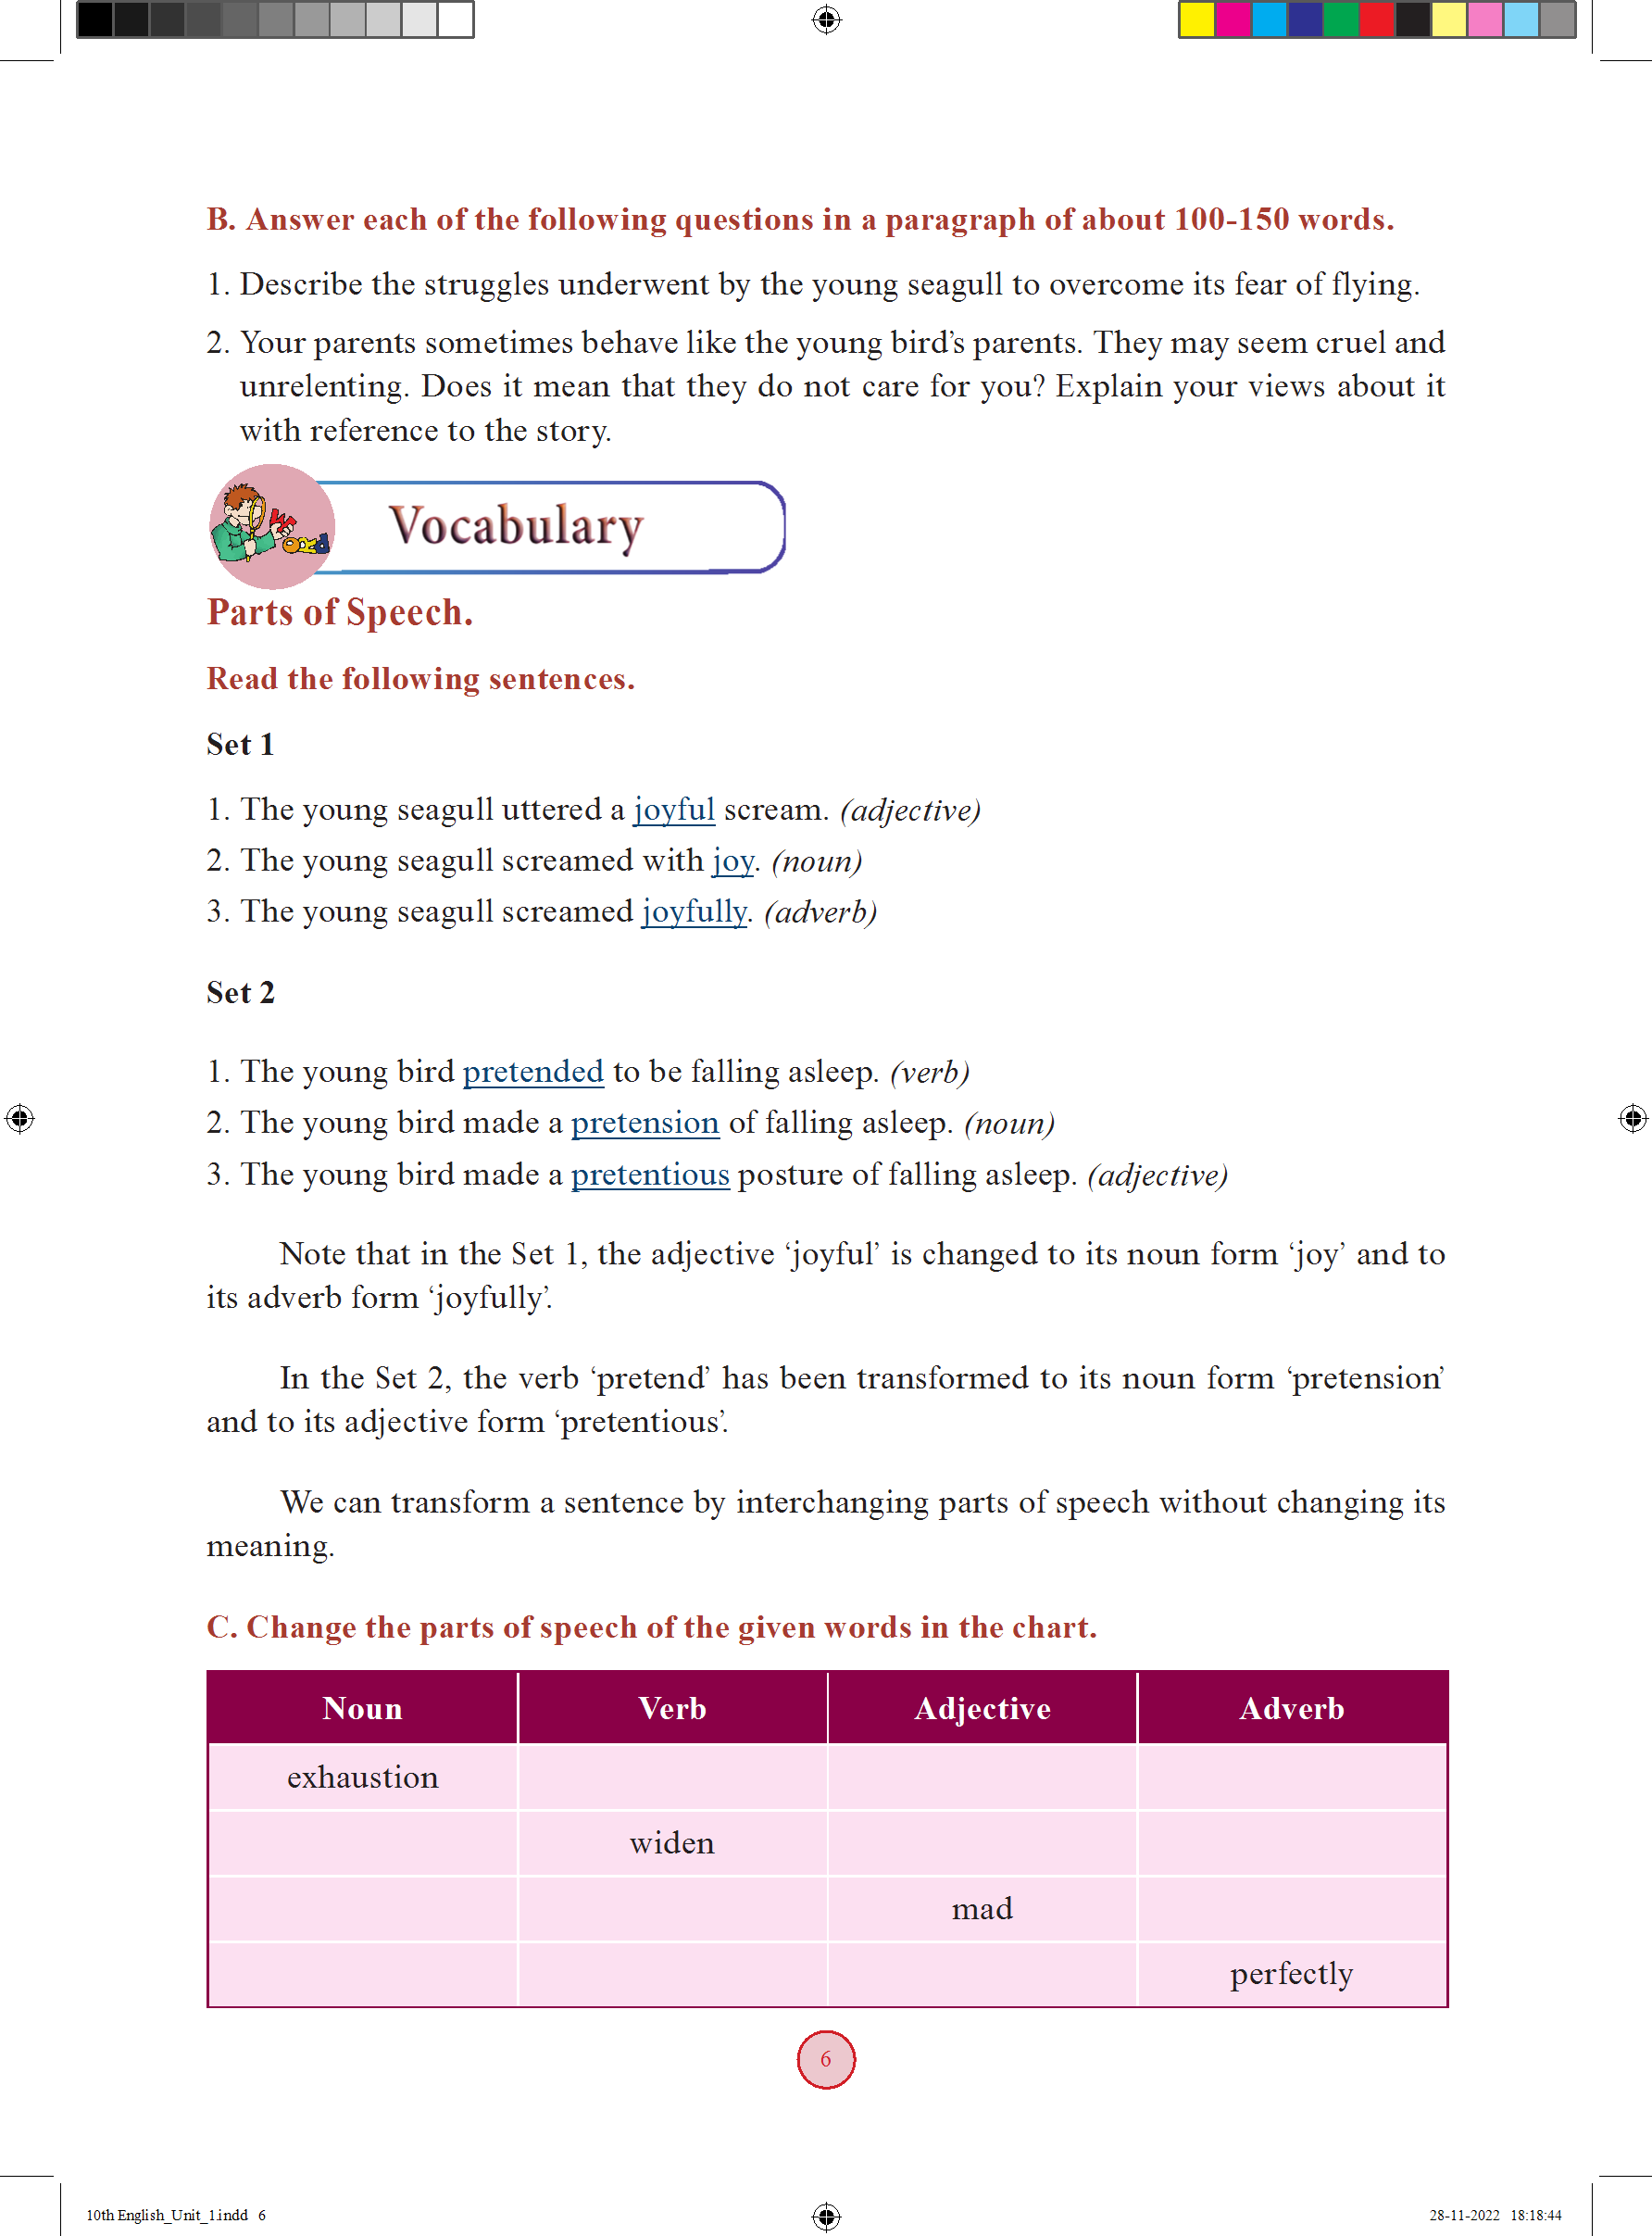 B. Answer each of the following questions in a paragraph of about 100-150 words.
1. Describe the struggles underwent by the young seagull to overcome its fear of flying.
2. Your parents sometimes behave like the young bird’s parents. They may seem cruel and
unrelenting. Does it mean that they do not care for you? Explain your views about it
with reference to the story.
WORD
Vocabulary
Parts of Speech.
Read the following sentences.
Set 1
1. The young seagull uttered a joyful scream. (adjective)
2. The young seagull screamed with joy. (noun)
3. The young seagull screamed joyfully. (adverb)
Set 2
1. The young bird pretended to be falling asleep. (verb)
2. The young bird made a pretension of falling asleep. (noun)
3. The young bird made a pretentious posture of falling asleep. (adjective)
Note that in the Set 1, the adjective ‘joyful’ is changed to its noun form ‘joy’ and to
its adverb form ‘joyfully’.
In the Set 2, the verb ‘pretend’ has been transformed to its noun form ‘pretension’
and to its adjective form ‘pretentious’.
We can transform a sentence by interchanging parts of speech without changing its
meaning.
C. Change the parts of speech of the given words in the chart.
Noun Verb Adjective Adverb
exhaustion
widen
mad
perfectly
6
10th English_Unit_1.indd 6 28-11-2022 18:18:44